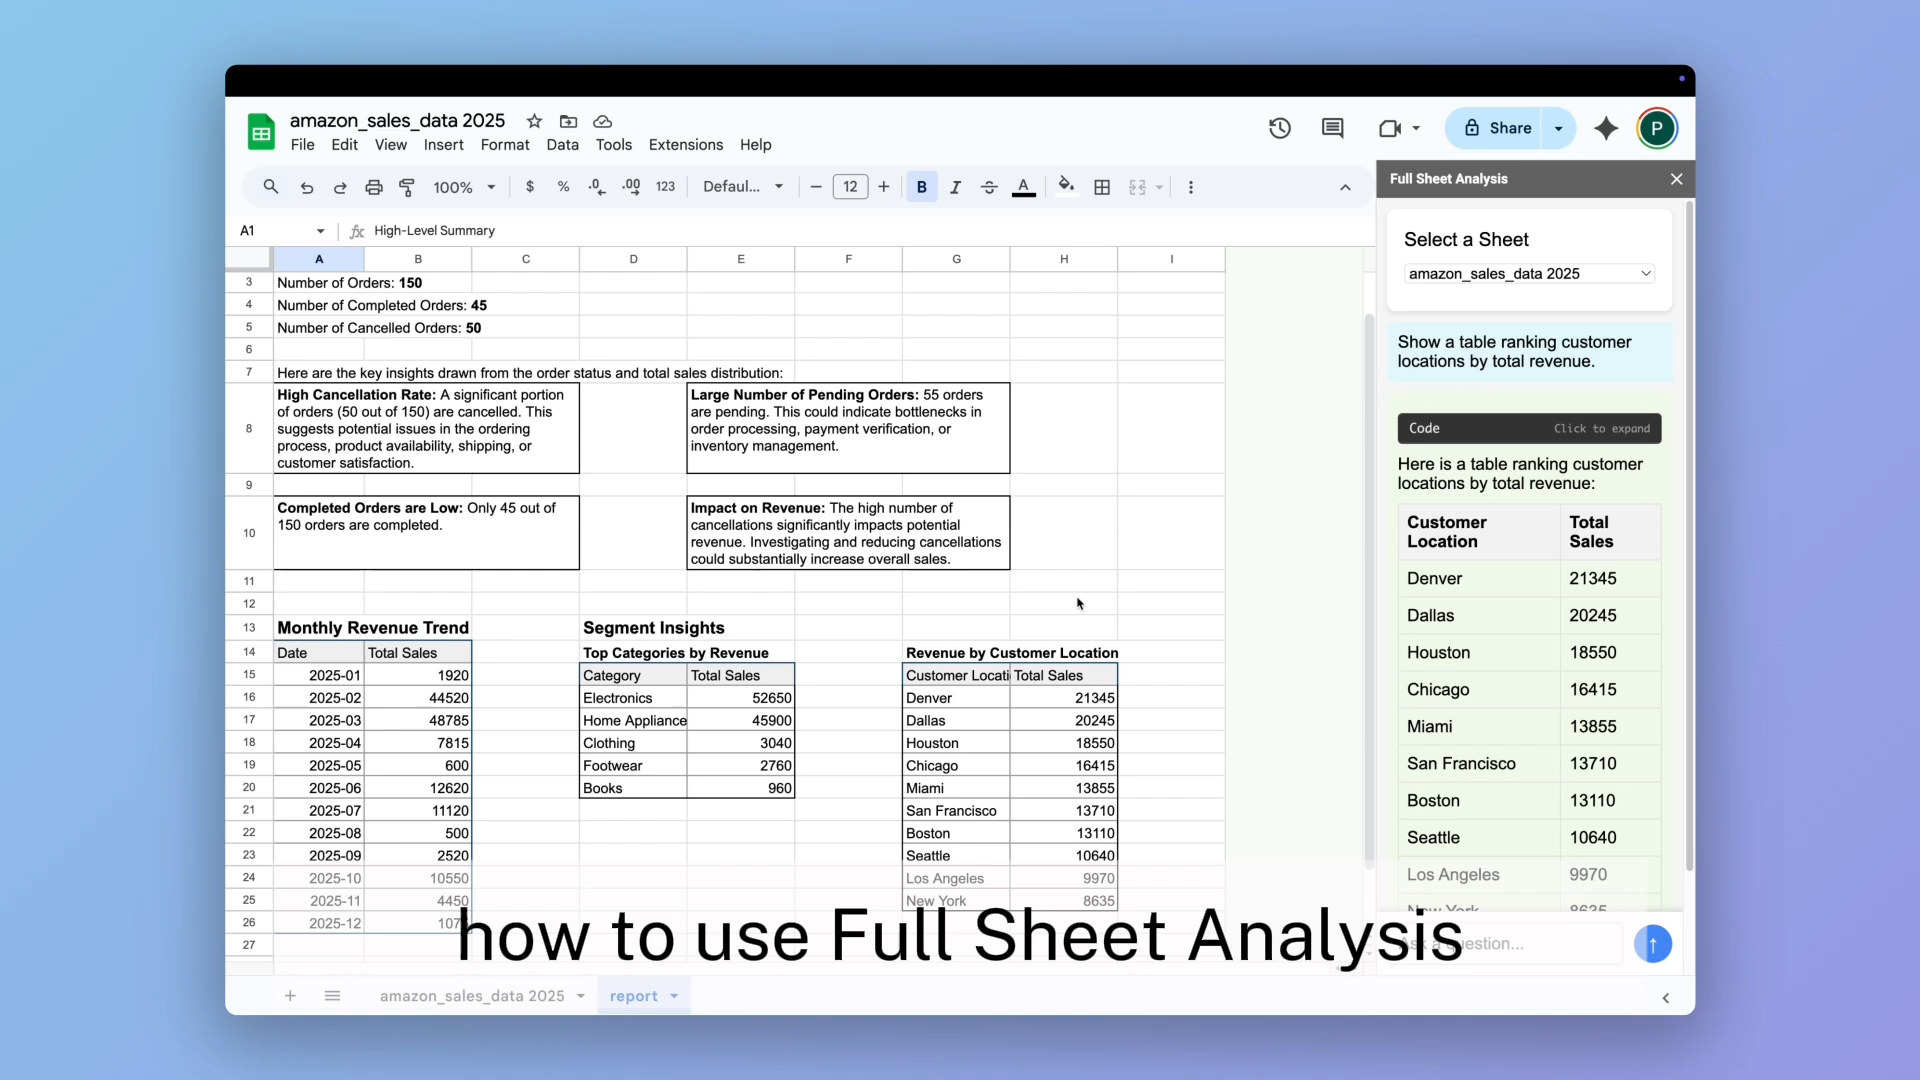 amazon_sales_data 2025
File Edit View Insert Format Data Tools Extensions Help
Share
P
100% $ % .0 .00 123 Defaul... 12 B I A
A1 High-Level Summary
A B C D E F G H I
3 Number of Orders: 150
4 Number of Completed Orders: 45
5 Number of Cancelled Orders: 50
6
7 Here are the key insights drawn from the order status and total sales distribution:
8
High Cancellation Rate: A significant portion
of orders (50 out of 150) are cancelled. This
suggests potential issues in the ordering
process, product availability, shipping, or
customer satisfaction.
Large Number of Pending Orders: 55 orders
are pending. This could indicate bottlenecks in
order processing, payment verification, or
inventory management.
9
10
Completed Orders are Low: Only 45 out of
150 orders are completed.
Impact on Revenue: The high number of
cancellations significantly impacts potential
revenue. Investigating and reducing cancellations
could substantially increase overall sales.
11
12
13 Monthly Revenue Trend Segment Insights
14 Date Total Sales Top Categories by Revenue Revenue by Customer Location
15 2025-01 1920 Category Total Sales Customer Locati Total Sales
16 2025-02 44520 Electronics 52650 Denver 21345
17 2025-03 48785 Home Appliance 45900 Dallas 20245
18 2025-04 7815 Clothing 3040 Houston 18550
19 2025-05 600 Footwear 2760 Chicago 16415
20 2025-06 12620 Books 960 Miami 13855
21 2025-07 11120 San Francisco 13710
22 2025-08 500 Boston 13110
23 2025-09 2520 Seattle 10640
24 2025-10 10550 Los Angeles 9970
25 2025-11 4450 New York 8635
26 2025-12
27
amazon_sales_data 2025 report
Full Sheet Analysis
Select a Sheet
amazon_sales_data 2025
Show a table ranking customer
locations by total revenue.
Code Click to expand
Here is a table ranking customer
locations by total revenue:
Customer Location Total Sales
Denver 21345
Dallas 20245
Houston 18550
Chicago 16415
Miami 13855
San Francisco 13710
Boston 13110
Seattle 10640
Los Angeles 9970
New York 8635
Ask a question...
how to use Full Sheet Analysis